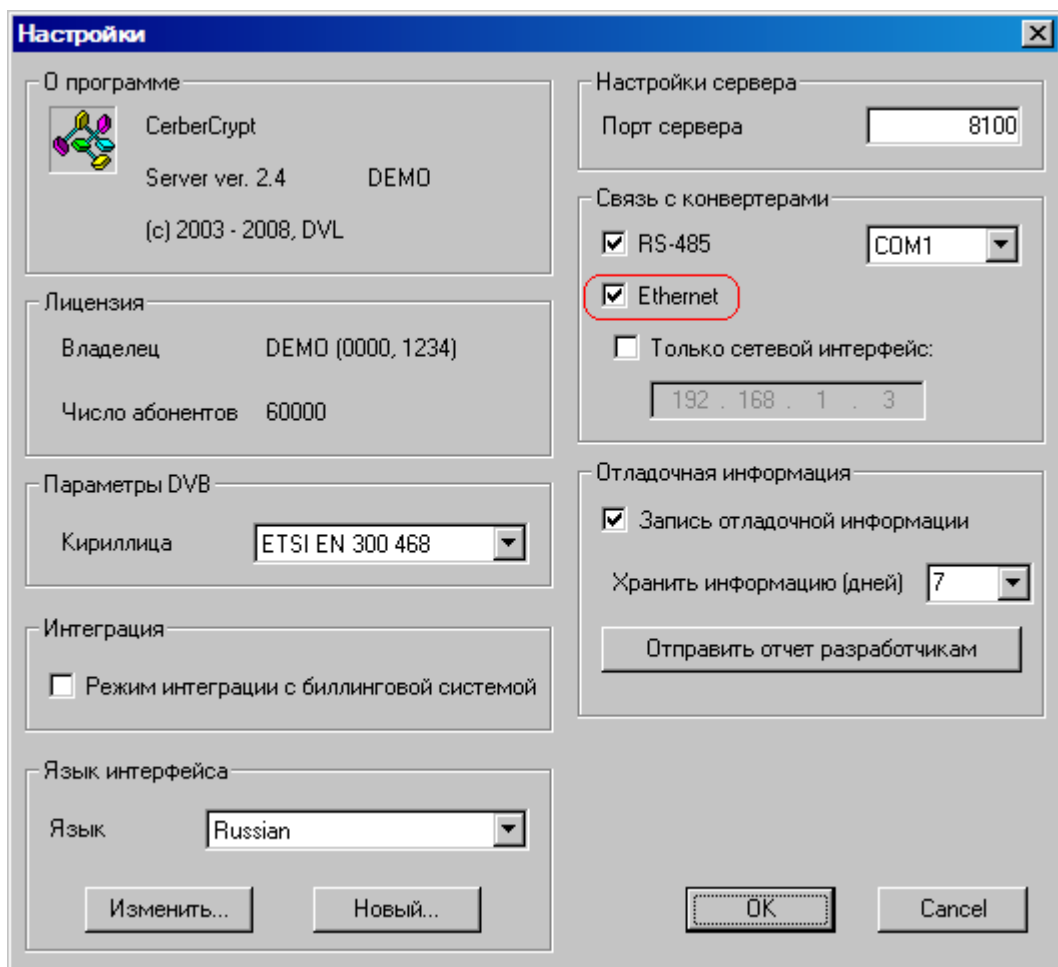 Настройки
О программе
CerberCrypt
Server ver. 2.4 DEMO
(c) 2003 - 2008, DVL
Лицензия
Владелец DEMO (0000, 1234)
Число абонентов 60000
Параметры DVB
Кириллица ETSI EN 300 468
Интеграция
Режим интеграции с биллинговой системой
Язык интерфейса
Язык Russian
Изменить... Новый...
Настройки сервера
Порт сервера 8100
Связь с конвертерами
RS-485 COM1
Ethernet
Только сетевой интерфейс:
192 . 168 . 1 . 3
Отладочная информация
Запись отладочной информации
Хранить информацию (дней) 7
Отправить отчет разработчикам
OK Cancel